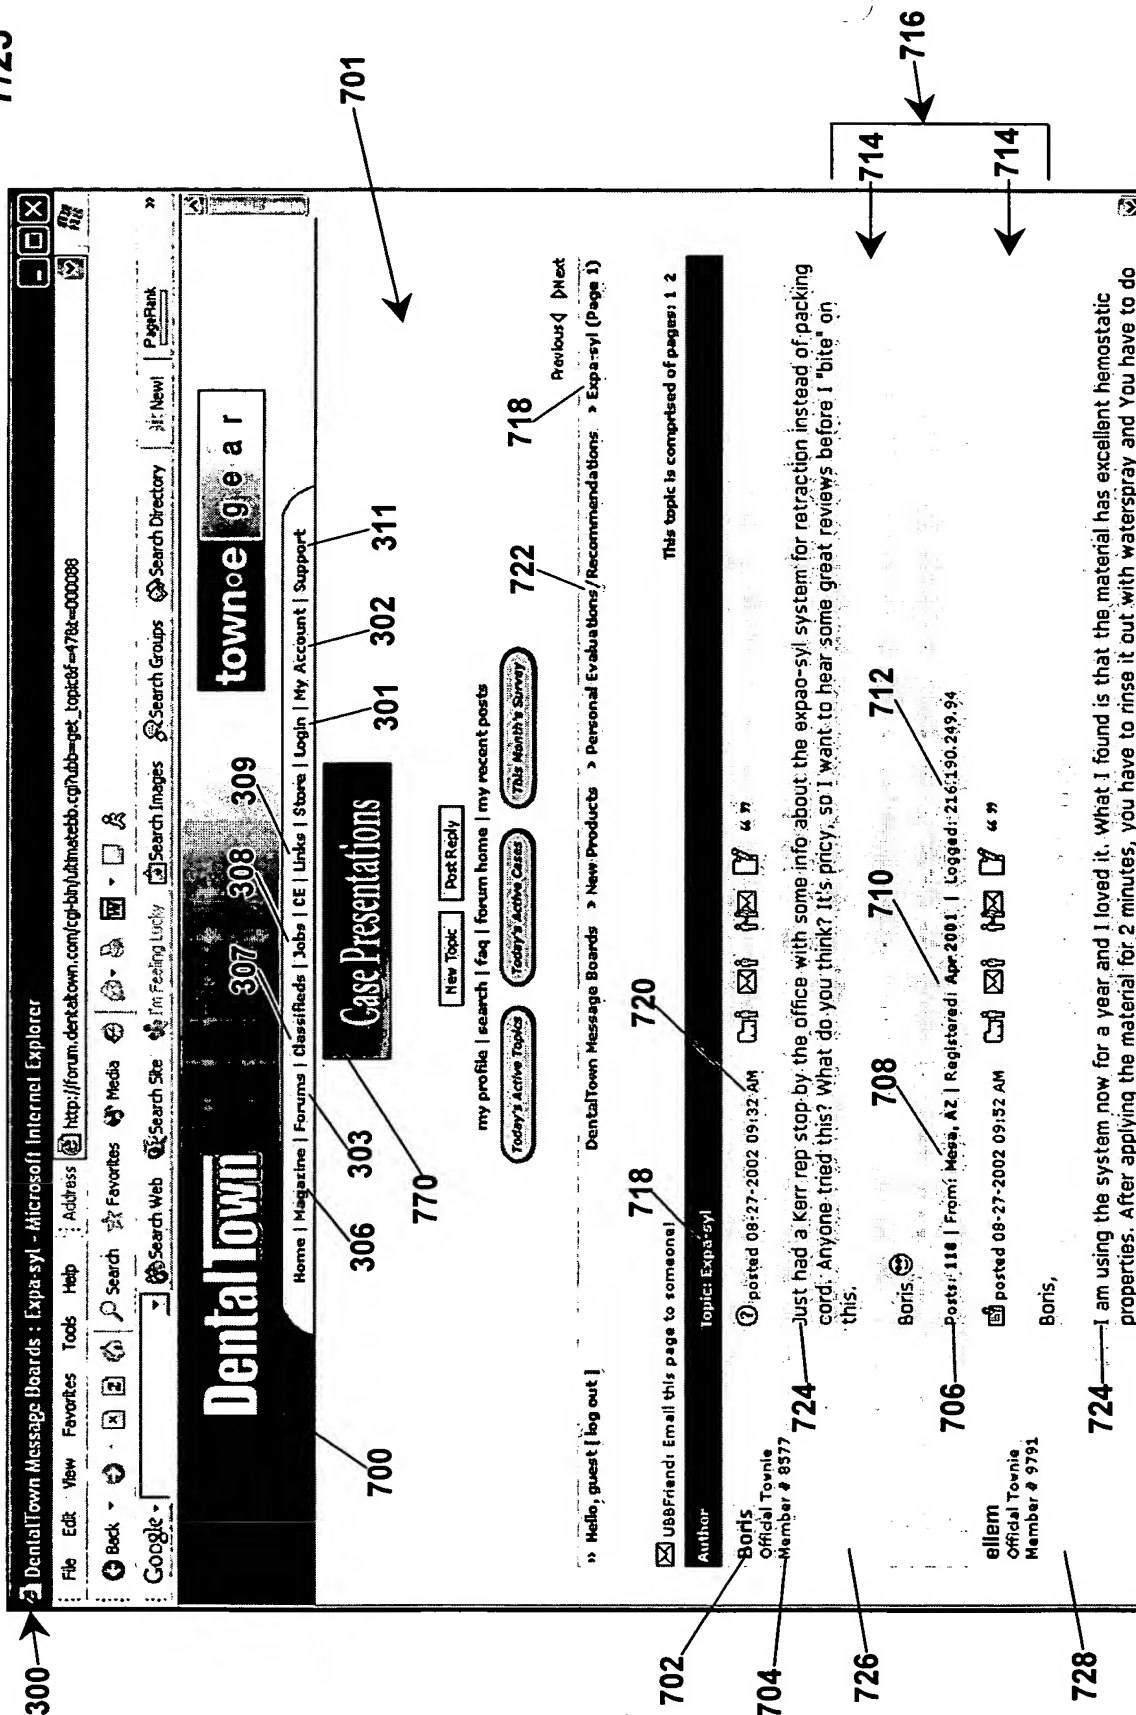 7/25
300
DentalTown Message Boards : Expa-syl - Microsoft Internet Explorer
File Edit View Favorites Tools Help
Address http://forum.dentaltown.com/cgi-bin/ultimatebb.cgi?ubb=get_topic&f=47&t=000088
Back Search Favorites Media
Google Search Web Search Site I'm Feeling Lucky Search Images Search Groups Search Directory New! PageRank
DentalTown
townoe gear
307 308 309
Home | Magazine | Forums | Classifieds | Jobs | CE | Links | Store | Login | My Account | Support
700 306 303 301 302 311 701
770
Case Presentations
New Topic Post Reply
my profile | search | faq | forum home | my recent posts
Today's Active Topics Today's Active Cases This Month's Survey
722 718
Previous Next
» Hello, guest [ log out ] DentalTown Message Boards » New Products » Personal Evaluations/Recommendations » Expa-syl (Page 1)
718 720
UBBFriend: Email this page to someone! This topic is comprised of pages: 1 2
Author Topic: Expa-syl
702
Boris
Official Townie
Member # 8577
704
posted 08-27-2002 09:32 AM “ ”
724
Just had a Kerr rep stop by the office with some info about the expao-syl system for retraction instead of packing
cord. Anyone tried this? What do you think? It's pricy, so I want to hear some great reviews before I "bite" on
this.
726
708 710 712 714 716
Boris
706
Posts: 118 | From: Mesa, AZ | Registered: Apr 2001 | Logged: 216.190.249.94
ellem
Official Townie
Member # 9791
posted 08-27-2002 09:52 AM “ ” 714
Boris,
728
724
I am using the system now for a year and I loved it. What I found is that the material has excellent hemostatic
properties. After applying the material for 2 minutes, you have to rinse it out with waterspray and You have to do